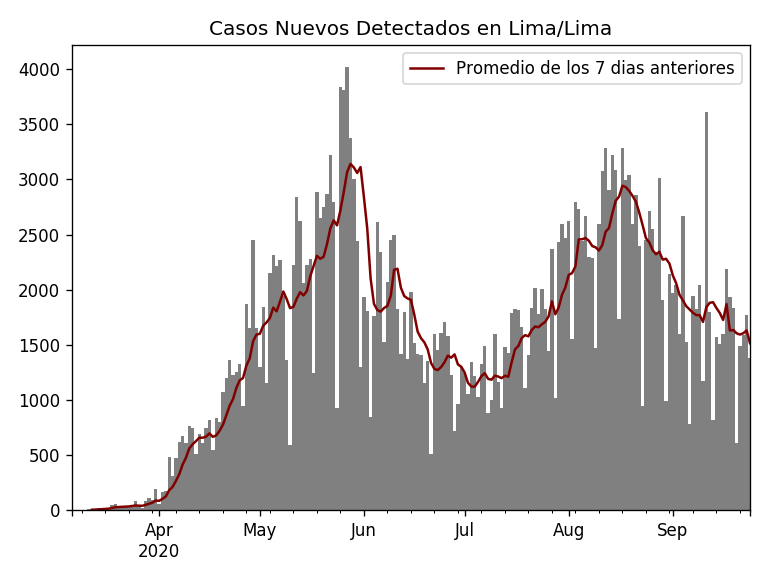 Casos Nuevos Detectados en Lima/Lima
Promedio de los 7 dias anteriores
4000
3500
3000
2500
2000
1500
1000
500
0
Apr
2020
May
Jun
Jul
Aug
Sep